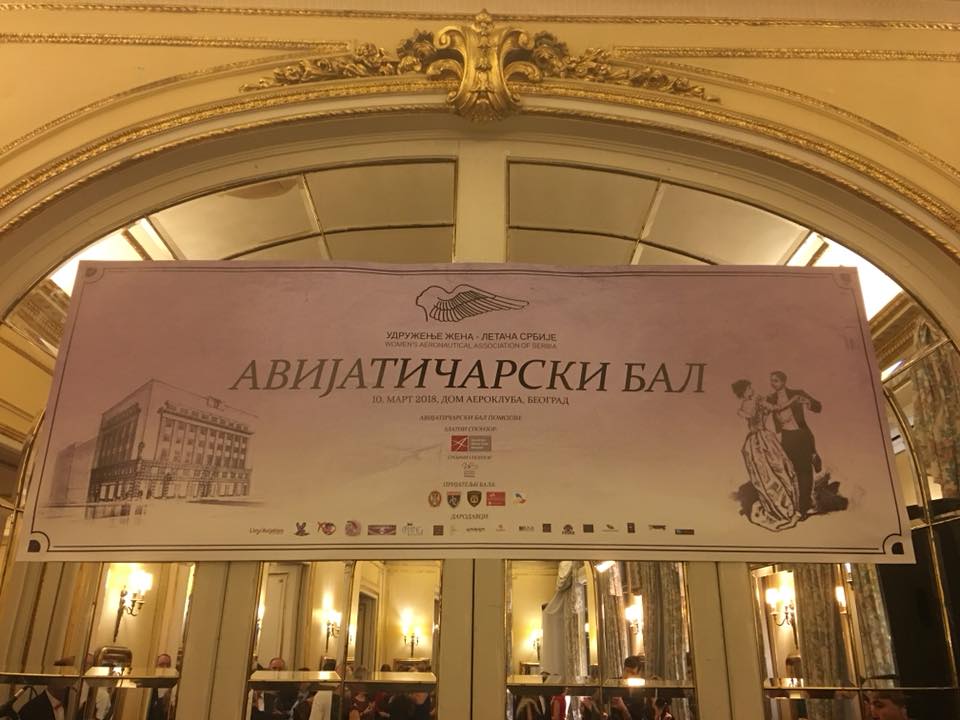 УДРУЖЕЊЕ ЖЕНА - ЛЕТАЧА СРБИЈЕ
WOMEN'S AERONAUTICAL ASSOCIATION OF SERBIA
АВИЈАТИЧАРСКИ БАЛ
10. МАРТ 2018, ДОМ АЕРОКЛУБА, БЕОГРАД
АВИЈАТИЧАРСКИ БАЛ ПОМОГЛИ:
ЗЛАТНИ СПОНЗОР:
СРЕБРНИ СПОНЗОР
ПРИЈАТЕЉИ БАЛА:
ДАРОДАВЦИ